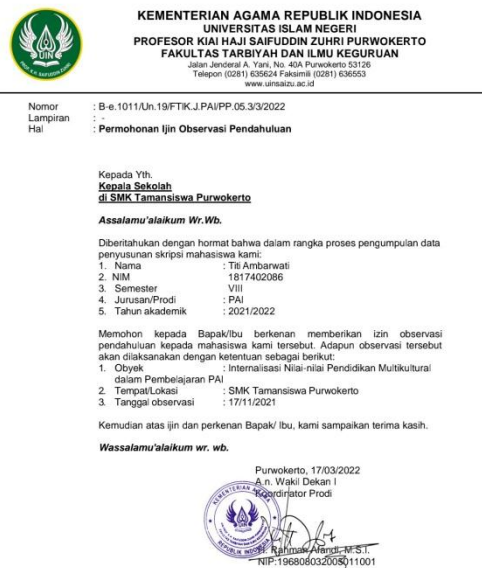 KEMENTERIAN AGAMA REPUBLIK INDONESIA
UNIVERSITAS ISLAM NEGERI
PROFESOR KIAI HAJI SAIFUDDIN ZUHRI PURWOKERTO
FAKULTAS TARBIYAH DAN ILMU KEGURUAN
Jalan Jenderal A. Yani, No. 40A Purwokerto 53126
Telepon (0281) 635624 Faksimili (0281) 636553
www.uinsaizu.ac.id
UIN
Nomor : B-e.1011/Un.19/FTIK.J.PAI/PP.05.3/3/2022
Lampiran : -
Hal : Permohonan Ijin Observasi Pendahuluan
Kepada Yth.
Kepala Sekolah
di SMK Tamansiswa Purwokerto
Assalamu'alaikum Wr.Wb.
Diberitahukan dengan hormat bahwa dalam rangka proses pengumpulan data
penyusunan skripsi mahasiswa kami:
1. Nama : Titi Ambarwati
2. NIM 1817402086
3. Semester VIII
4. Jurusan/Prodi : PAI
5. Tahun akademik : 2021/2022
Memohon kepada Bapak/Ibu berkenan memberikan izin observasi
pendahuluan kepada mahasiswa kami tersebut. Adapun observasi tersebut
akan dilaksanakan dengan ketentuan sebagai berikut:
1. Obyek : Internalisasi Nilai-nilai Pendidikan Multikultural
dalam Pembelajaran PAI
2. Tempat/Lokasi : SMK Tamansiswa Purwokerto
3. Tanggal observasi : 17/11/2021
Kemudian atas ijin dan perkenan Bapak/ Ibu, kami sampaikan terima kasih.
Wassalamu'alaikum wr. wb.
Purwokerto, 17/03/2022
A.n. Wakil Dekan I
Koordinator Prodi
KEMENTERIAN AGAMA
REPUBLIK INDONESIA
H. Rahman Afandi, M.S.I.
NIP:196808032005011001